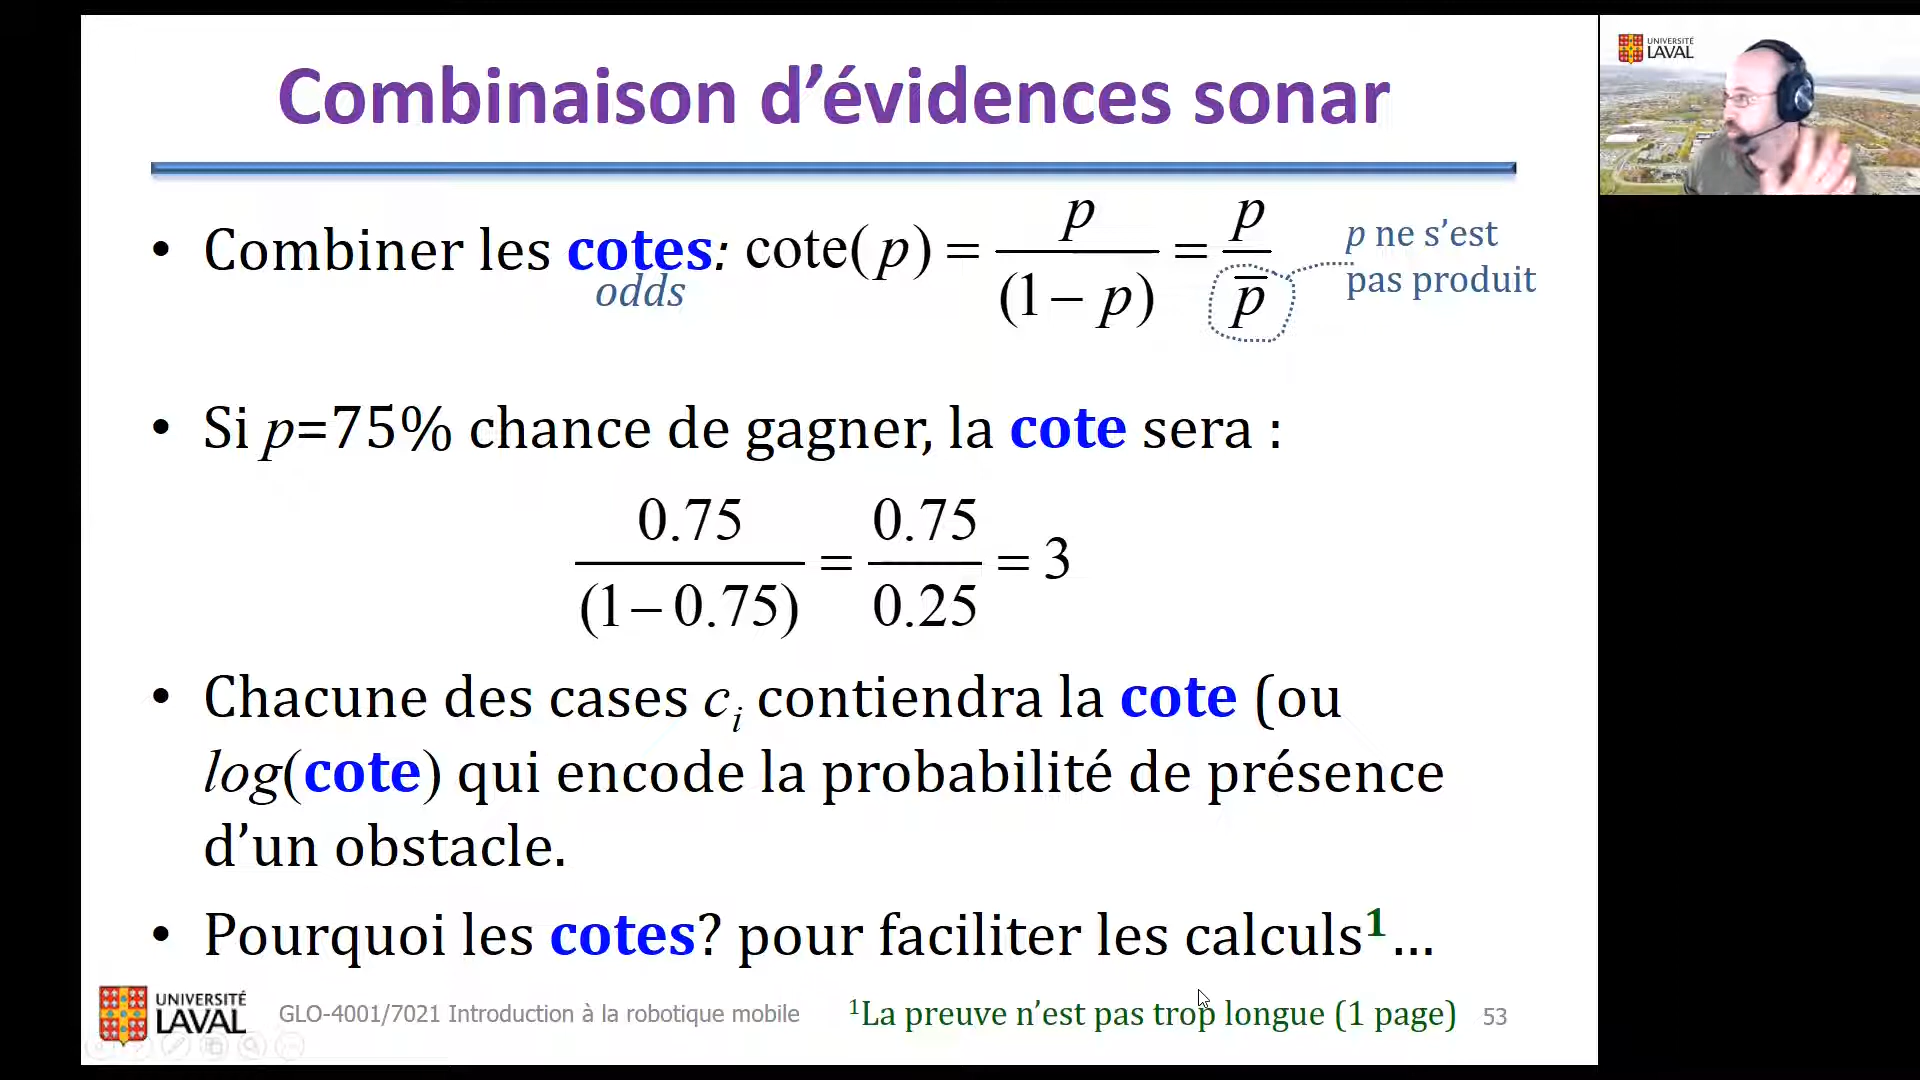 Combinaison d’évidences sonar
• Combiner les cotes: cote(p) = p / (1 − p) = p / p̅
odds
p ne s’est
pas produit
• Si p=75% chance de gagner, la cote sera :
0.75 / (1 − 0.75) = 0.75 / 0.25 = 3
• Chacune des cases cᵢ contiendra la cote (ou
log(cote) qui encode la probabilité de présence
d’un obstacle.
• Pourquoi les cotes? pour faciliter les calculs¹...
UNIVERSITÉ
LAVAL
GLO-4001/7021 Introduction à la robotique mobile
¹La preuve n’est pas trop longue (1 page)
53
UNIVERSITÉ
LAVAL